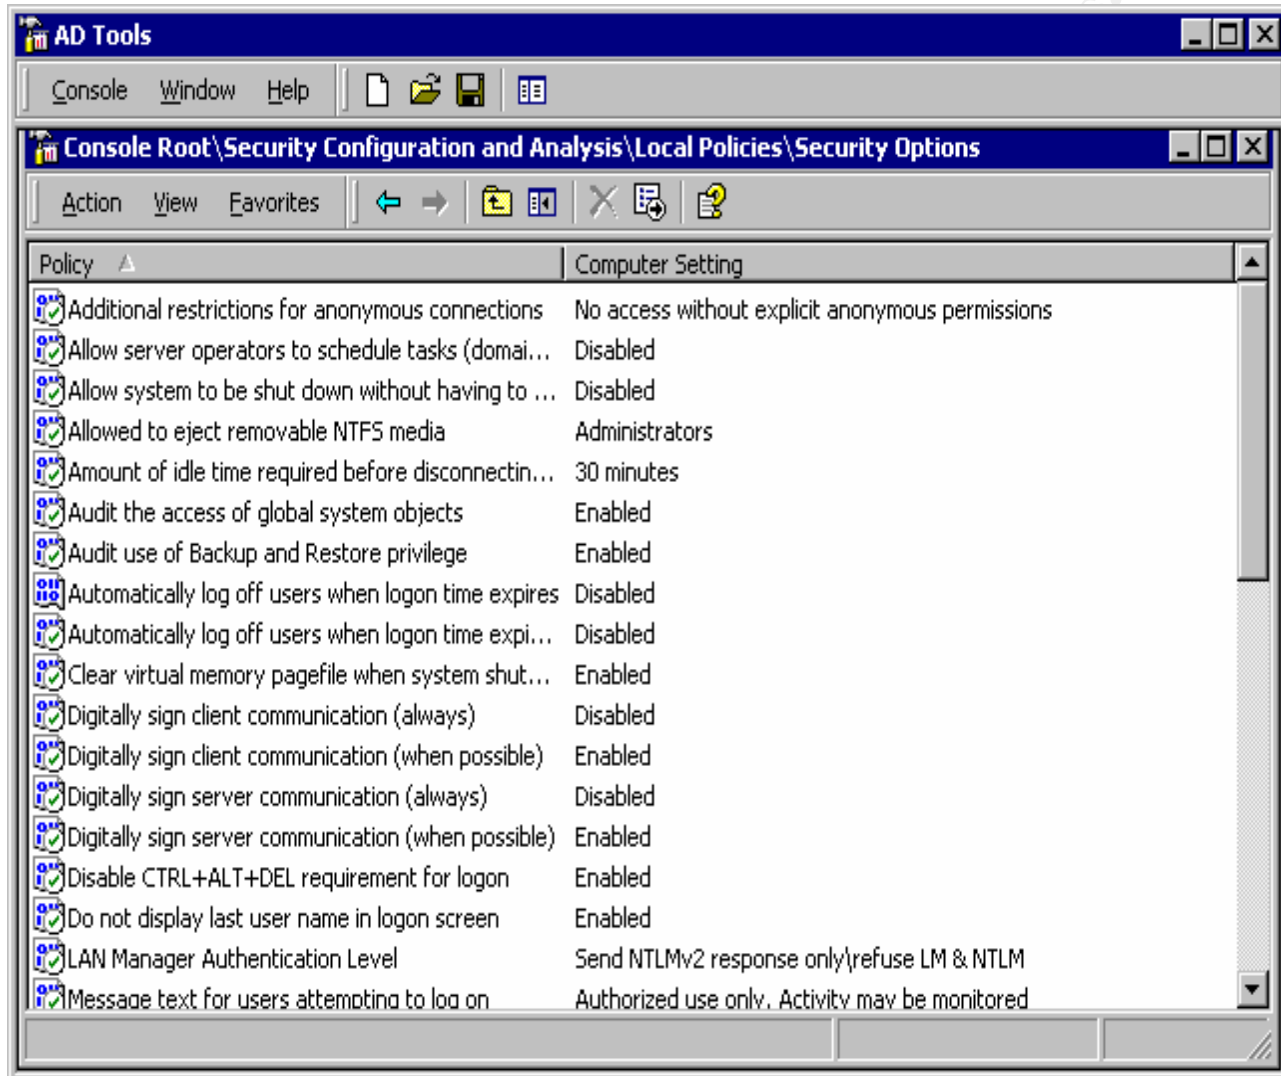 AD Tools
Console Window Help
Console Root\Security Configuration and Analysis\Local Policies\Security Options
Action View Favorites
Policy Computer Setting
Additional restrictions for anonymous connections No access without explicit anonymous permissions
Allow server operators to schedule tasks (domai... Disabled
Allow system to be shut down without having to ... Disabled
Allowed to eject removable NTFS media Administrators
Amount of idle time required before disconnectin... 30 minutes
Audit the access of global system objects Enabled
Audit use of Backup and Restore privilege Enabled
Automatically log off users when logon time expires Disabled
Automatically log off users when logon time expi... Disabled
Clear virtual memory pagefile when system shut... Enabled
Digitally sign client communication (always) Disabled
Digitally sign client communication (when possible) Enabled
Digitally sign server communication (always) Disabled
Digitally sign server communication (when possible) Enabled
Disable CTRL+ALT+DEL requirement for logon Enabled
Do not display last user name in logon screen Enabled
LAN Manager Authentication Level Send NTLMv2 response only\refuse LM & NTLM
Message text for users attempting to log on Authorized use only. Activity may be monitored